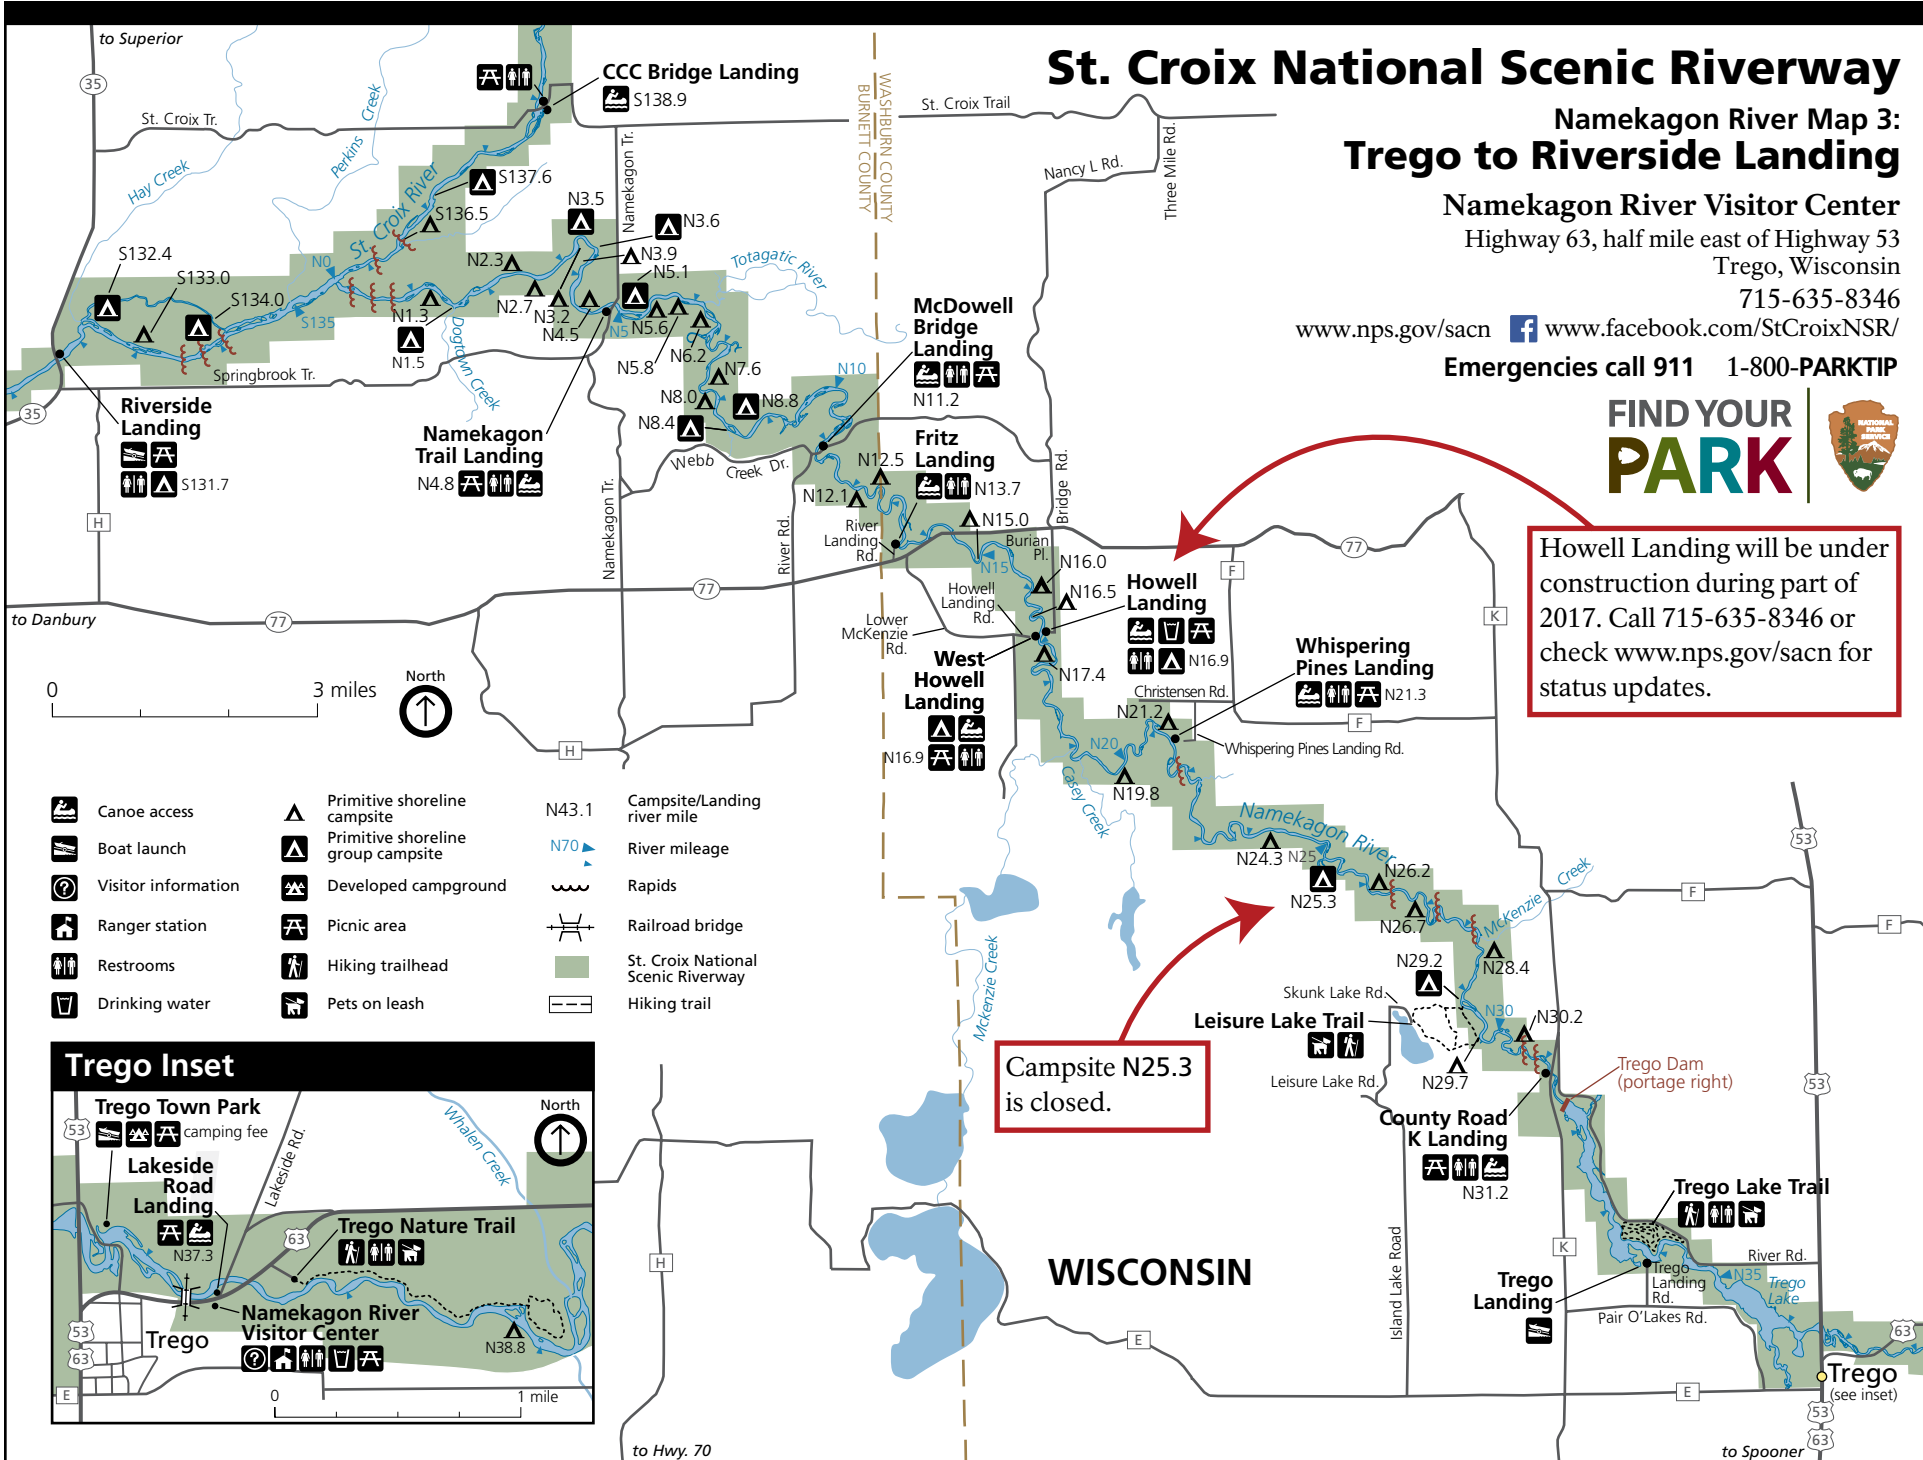 St. Croix National Scenic Riverway
Namekagon River Map 3:
Trego to Riverside Landing
Namekagon River Visitor Center
Highway 63, half mile east of Highway 53
Trego, Wisconsin
715-635-8346
www.nps.gov/sacn
www.facebook.com/StCroixNSR/
Emergencies call 911 1-800-PARKTIP
FIND YOUR
PARK
NATIONAL
PARK
SERVICE
Howell Landing will be under
construction during part of
2017. Call 715-635-8346 or
check www.nps.gov/sacn for
status updates.
Campsite N25.3
is closed.
to Superior
35
St. Croix Tr.
Hay Creek
Perkins
Creek
CCC Bridge Landing
S138.9
BURNETT COUNTY
WASHBURN COUNTY
St. Croix Trail
Namekagon Tr.
Nancy L Rd.
Three Mile Rd.
St. Croix River
S137.6
S136.5
N3.5
N3.6
N3.9
N5.1
N2.3
N0
S132.4
S133.0
S134.0
S135
N1.3
N1.5
Dogtown Creek
N2.7
N3.2
N4.5
N5
N5.6
N5.8
N6.2
N7.6
N8.0
N8.4
N8.8
N10
Totagatic River
Springbrook Tr.
35
Riverside
Landing
S131.7
H
Namekagon
Trail Landing
N4.8
Webb
Creek Dr.
Namekagon Tr.
River Rd.
McDowell
Bridge
Landing
N11.2
Fritz
Landing
N13.7
N12.5
N12.1
River
Landing
Rd.
N15.0
N15
Burian
Pl.
Bridge Rd.
N16.0
N16.5
Howell
Landing
Rd.
Lower
McKenzie
Rd.
Howell
Landing
N16.9
West
Howell
Landing
N16.9
N17.4
77
77
77
to Danbury
F
K
Whispering
Pines Landing
N21.3
Christensen Rd.
F
N21.2
Whispering Pines Landing Rd.
N20
N19.8
Casey Creek
Namekagon River
N24.3
N25
N25.3
N26.2
N26.7
McKenzie
Creek
N28.4
N29.2
Skunk Lake Rd.
Leisure Lake Trail
Leisure Lake Rd.
N29.7
N30
N30.2
County Road
K Landing
N31.2
Trego Dam
(portage right)
53
F
F
53
Trego Lake Trail
River Rd.
K
Island Lake Road
Trego
Landing
Trego
Landing
Rd.
N35
Trego
Lake
Pair O'Lakes Rd.
63
Trego
(see inset)
E
E
53
63
to Spooner
Mckenzie Creek
WISCONSIN
H
H
to Hwy. 70
0
3 miles
North
Canoe access
Boat launch
Visitor information
Ranger station
Restrooms
Drinking water
Primitive shoreline
campsite
Primitive shoreline
group campsite
Developed campground
Picnic area
Hiking trailhead
Pets on leash
N43.1
Campsite/Landing
river mile
N70
River mileage
Rapids
Railroad bridge
St. Croix National
Scenic Riverway
Hiking trail
Trego Inset
Trego Town Park
camping fee
53
Lakeside
Road
Landing
N37.3
Lakeside Rd.
63
Whalen Creek
North
Trego Nature Trail
Namekagon River
Visitor Center
Trego
53
63
E
N38.8
0
1 mile